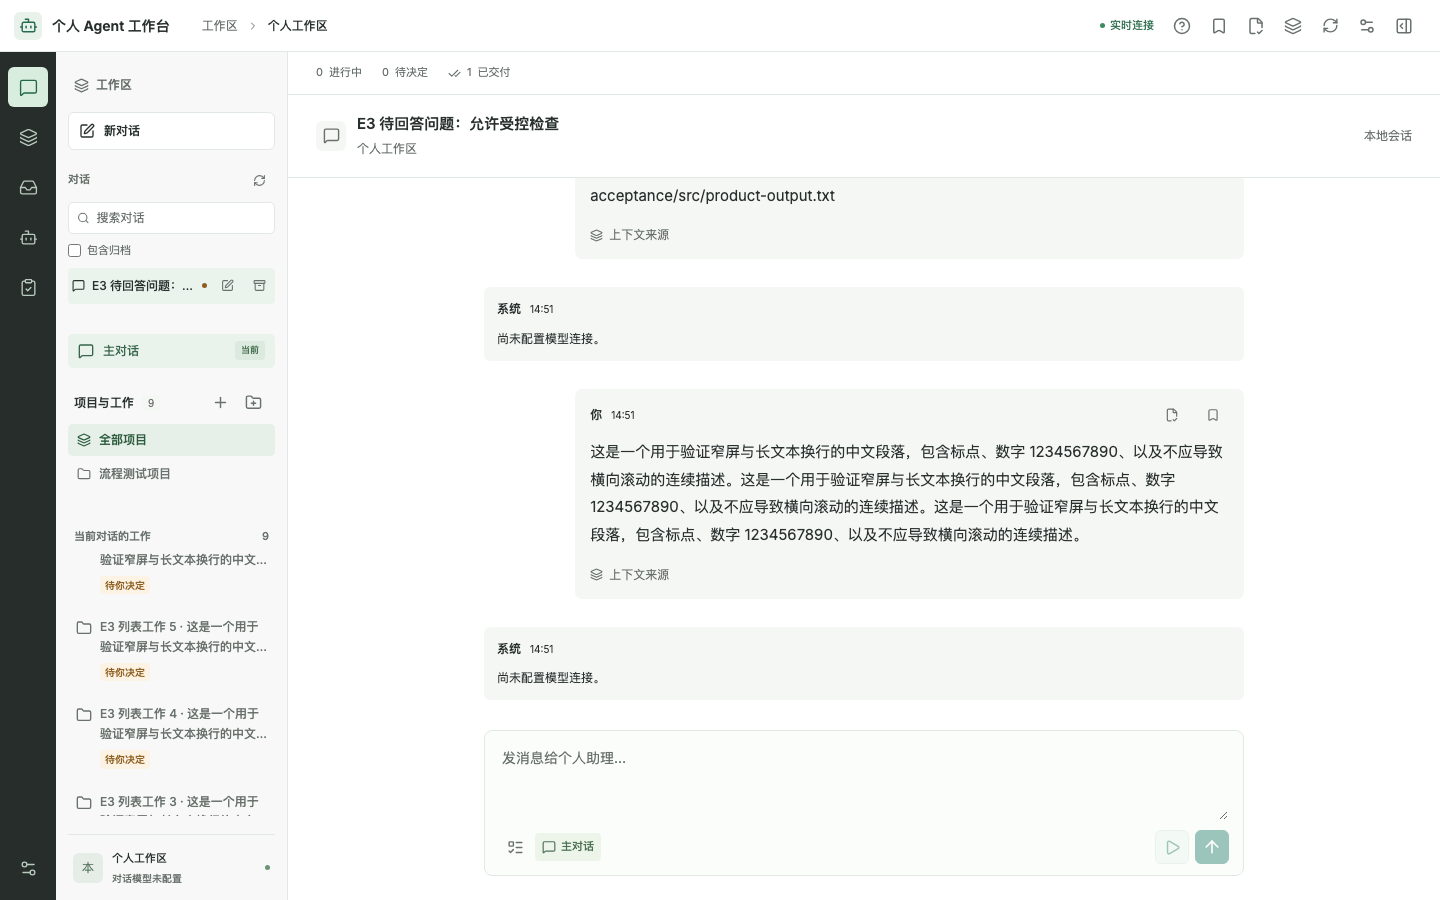 个人 Agent 工作台
工作区
个人工作区
实时连接
工作区
新对话
对话
搜索对话
包含归档
E3 待回答问题：...
主对话
当前
项目与工作 9
全部项目
流程测试项目
当前对话的工作 9
验证窄屏与长文本换行的中文...
待你决定
E3 列表工作 5 · 这是一个用于
验证窄屏与长文本换行的中文...
待你决定
E3 列表工作 4 · 这是一个用于
验证窄屏与长文本换行的中文...
待你决定
E3 列表工作 3 · 这是一个用于
本
个人工作区
对话模型未配置
0 进行中 0 待决定 1 已交付
E3 待回答问题：允许受控检查
个人工作区
本地会话
acceptance/src/product-output.txt
上下文来源
系统 14:51
尚未配置模型连接。
你 14:51
这是一个用于验证窄屏与长文本换行的中文段落，包含标点、数字 1234567890、以及不应导致
横向滚动的连续描述。这是一个用于验证窄屏与长文本换行的中文段落，包含标点、数字
1234567890、以及不应导致横向滚动的连续描述。这是一个用于验证窄屏与长文本换行的中文
段落，包含标点、数字 1234567890、以及不应导致横向滚动的连续描述。
上下文来源
系统 14:51
尚未配置模型连接。
发消息给个人助理...
主对话